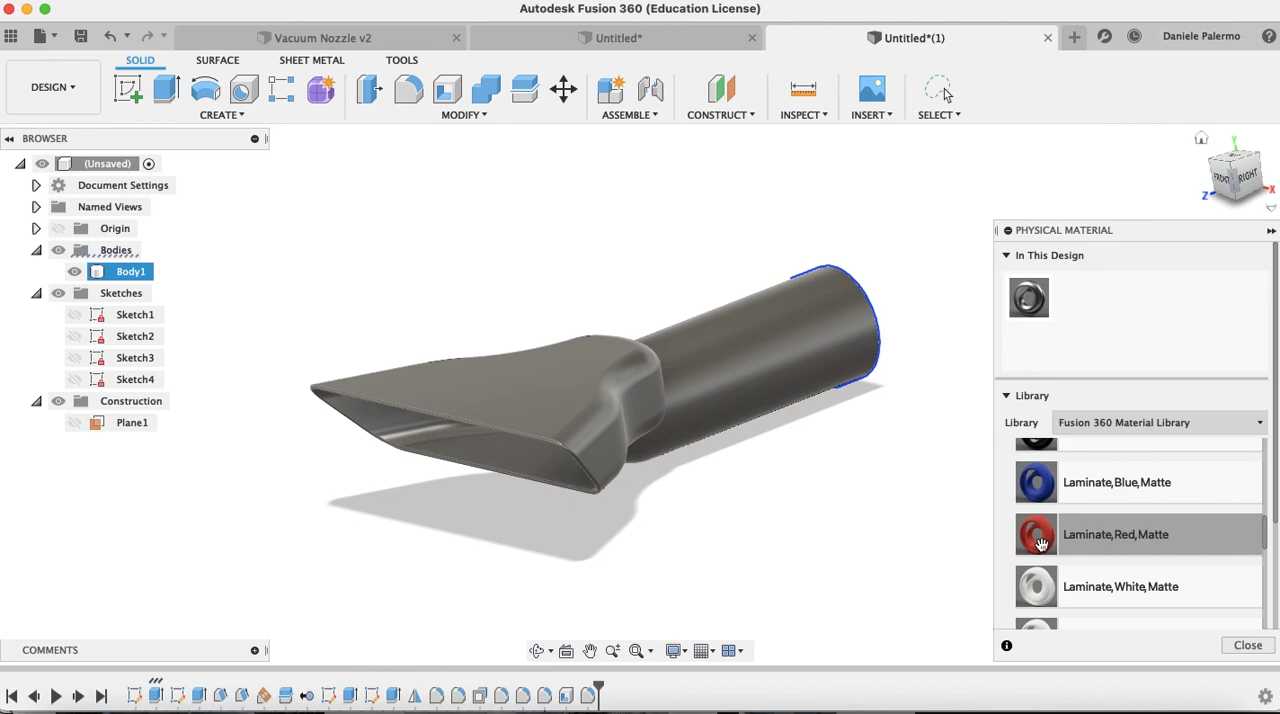 Autodesk Fusion 360 (Education License)
Vacuum Nozzle v2
Untitled*
Untitled*(1)
Daniele Palermo
DESIGN
SOLID SURFACE SHEET METAL TOOLS
CREATE MODIFY ASSEMBLE CONSTRUCT INSPECT INSERT SELECT
BROWSER
(Unsaved)
Document Settings
Named Views
Origin
Bodies
Body1
Sketches
Sketch1
Sketch2
Sketch3
Sketch4
Construction
Plane1
Y
FRONT
RIGHT
Z
X
PHYSICAL MATERIAL
In This Design
Library
Library Fusion 360 Material Library
Laminate,Blue,Matte
Laminate,Red,Matte
Laminate,White,Matte
Close
COMMENTS